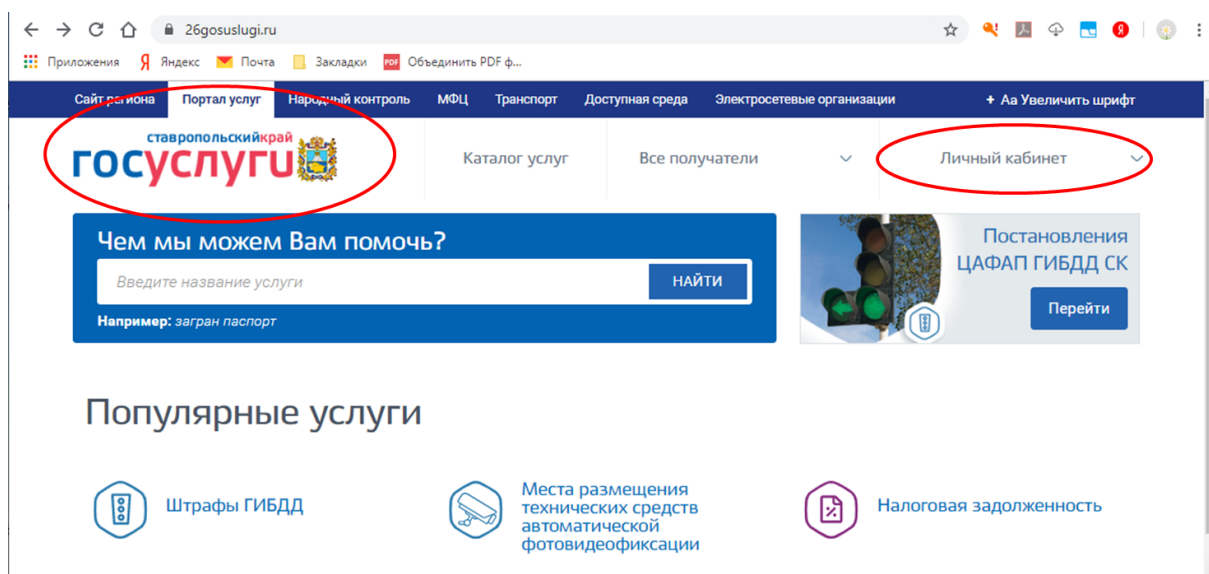 26gosuslugi.ru
Приложения Яндекс Почта Закладки PDF Объединить PDF ф...
Сайт региона Портал услуг Народный контроль МФЦ Транспорт Доступная среда Электросетевые организации + Aa Увеличить шрифт
ставропольскийкрай
госуслуги
Каталог услуг Все получатели Личный кабинет
Чем мы можем Вам помочь?
Введите название услуги НАЙТИ
Например: загран паспорт
Постановления
ЦАФАП ГИБДД СК
Перейти
Популярные услуги
Штрафы ГИБДД
Места размещения
технических средств
автоматической
фотовидеофиксации
Налоговая задолженность